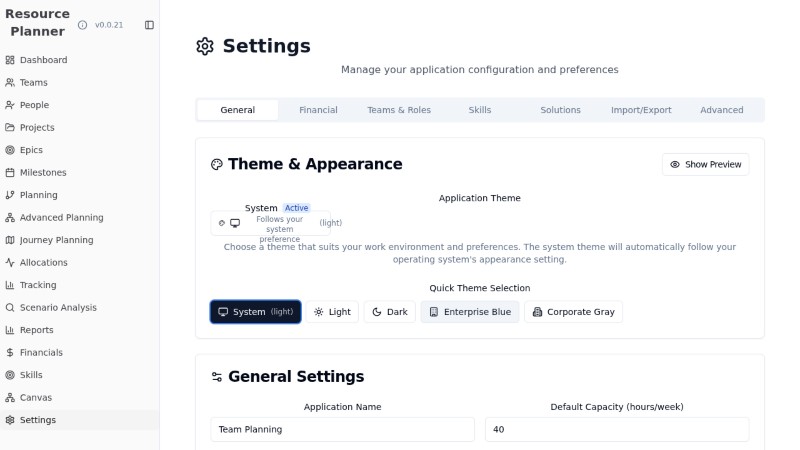 Resource
Planner
v0.0.21
Dashboard
Teams
People
Projects
Epics
Milestones
Planning
Advanced Planning
Journey Planning
Allocations
Tracking
Scenario Analysis
Reports
Financials
Skills
Canvas
Settings
Settings
Manage your application configuration and preferences
General Financial Teams & Roles Skills Solutions Import/Export Advanced
Theme & Appearance
Show Preview
Application Theme
System Active
Follows your
system
preference
(light)
Choose a theme that suits your work environment and preferences. The system theme will automatically follow your
operating system's appearance setting.
Quick Theme Selection
System (light) Light Dark Enterprise Blue Corporate Gray
General Settings
Application Name Default Capacity (hours/week)
Team Planning 40